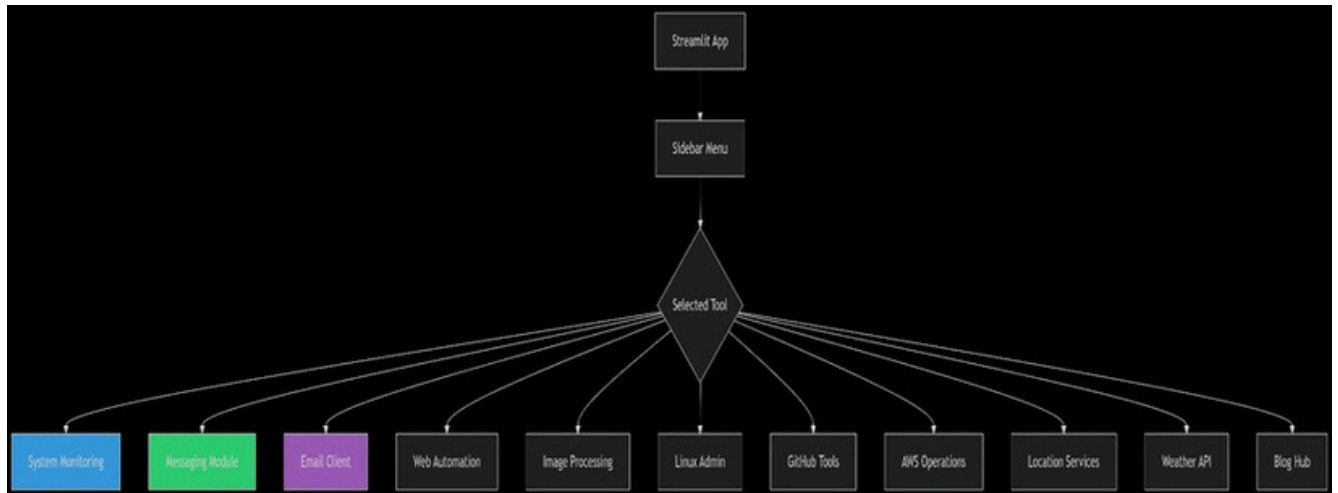 Streamlit App
Sidebar Menu
Selected Tool
System Monitoring
Messaging Module
Email Client
Web Automation
Image Processing
Linux Admin
GitHub Tools
AWS Operations
Location Services
Weather API
Blog Hub